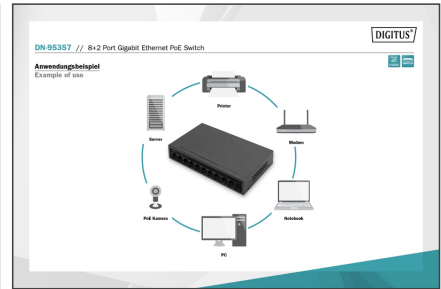 DIGITUS®
DN-95357 // 8+2 Port Gigabit Ethernet PoE Switch
Anwendungsbeispiel
Example of use
Printer
Server
Modem
PoE Kamera
Notebook
PC